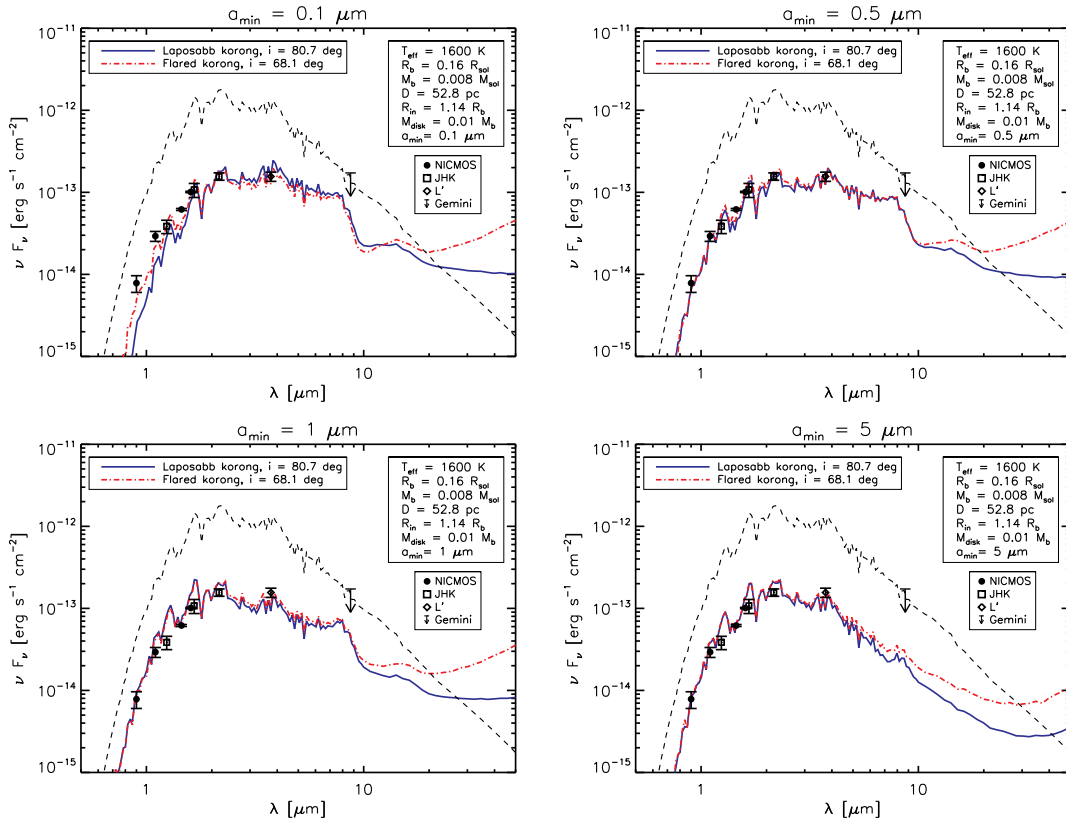 a_min = 0.1 μm
10^-11
10^-12
10^-13
10^-14
10^-15
ν F_ν [erg s^-1 cm^-2]
Laposabb korong, i = 80.7 deg
Flared korong, i = 68.1 deg
T_eff = 1600 K
R_b = 0.16 R_sol
M_b = 0.008 M_sol
D = 52.8 pc
R_in = 1.14 R_b
M_disk = 0.01 M_b
a_min = 0.1 μm
NICMOS
JHK
L'
Gemini
1
10
λ [μm]
a_min = 0.5 μm
10^-11
10^-12
10^-13
10^-14
10^-15
ν F_ν [erg s^-1 cm^-2]
Laposabb korong, i = 80.7 deg
Flared korong, i = 68.1 deg
T_eff = 1600 K
R_b = 0.16 R_sol
M_b = 0.008 M_sol
D = 52.8 pc
R_in = 1.14 R_b
M_disk = 0.01 M_b
a_min = 0.5 μm
NICMOS
JHK
L'
Gemini
1
10
λ [μm]
a_min = 1 μm
10^-11
10^-12
10^-13
10^-14
10^-15
ν F_ν [erg s^-1 cm^-2]
Laposabb korong, i = 80.7 deg
Flared korong, i = 68.1 deg
T_eff = 1600 K
R_b = 0.16 R_sol
M_b = 0.008 M_sol
D = 52.8 pc
R_in = 1.14 R_b
M_disk = 0.01 M_b
a_min= 1 μm
NICMOS
JHK
L'
Gemini
1
10
λ [μm]
a_min = 5 μm
10^-11
10^-12
10^-13
10^-14
10^-15
ν F_ν [erg s^-1 cm^-2]
Laposabb korong, i = 80.7 deg
Flared korong, i = 68.1 deg
T_eff = 1600 K
R_b = 0.16 R_sol
M_b = 0.008 M_sol
D = 52.8 pc
R_in = 1.14 R_b
M_disk = 0.01 M_b
a_min = 5 μm
NICMOS
JHK
L'
Gemini
1
10
λ [μm]